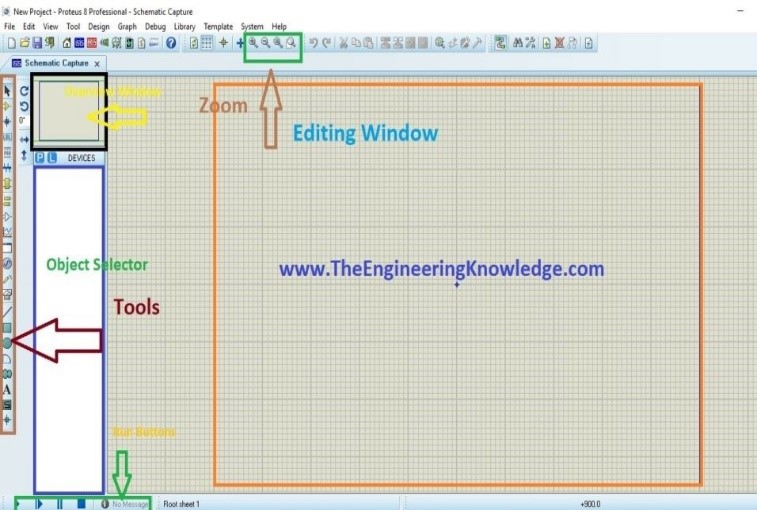 New Project - Proteus 8 Professional - Schematic Capture
File Edit View Tool Design Graph Debug Library Template System Help
Schematic Capture x
Overview Window
Zoom
Editing Window
0°
P L DEVICES
Object Selector
www.TheEngineeringKnowledge.com
Tools
A
Run Buttons
No Messages
Root sheet 1
+900.0